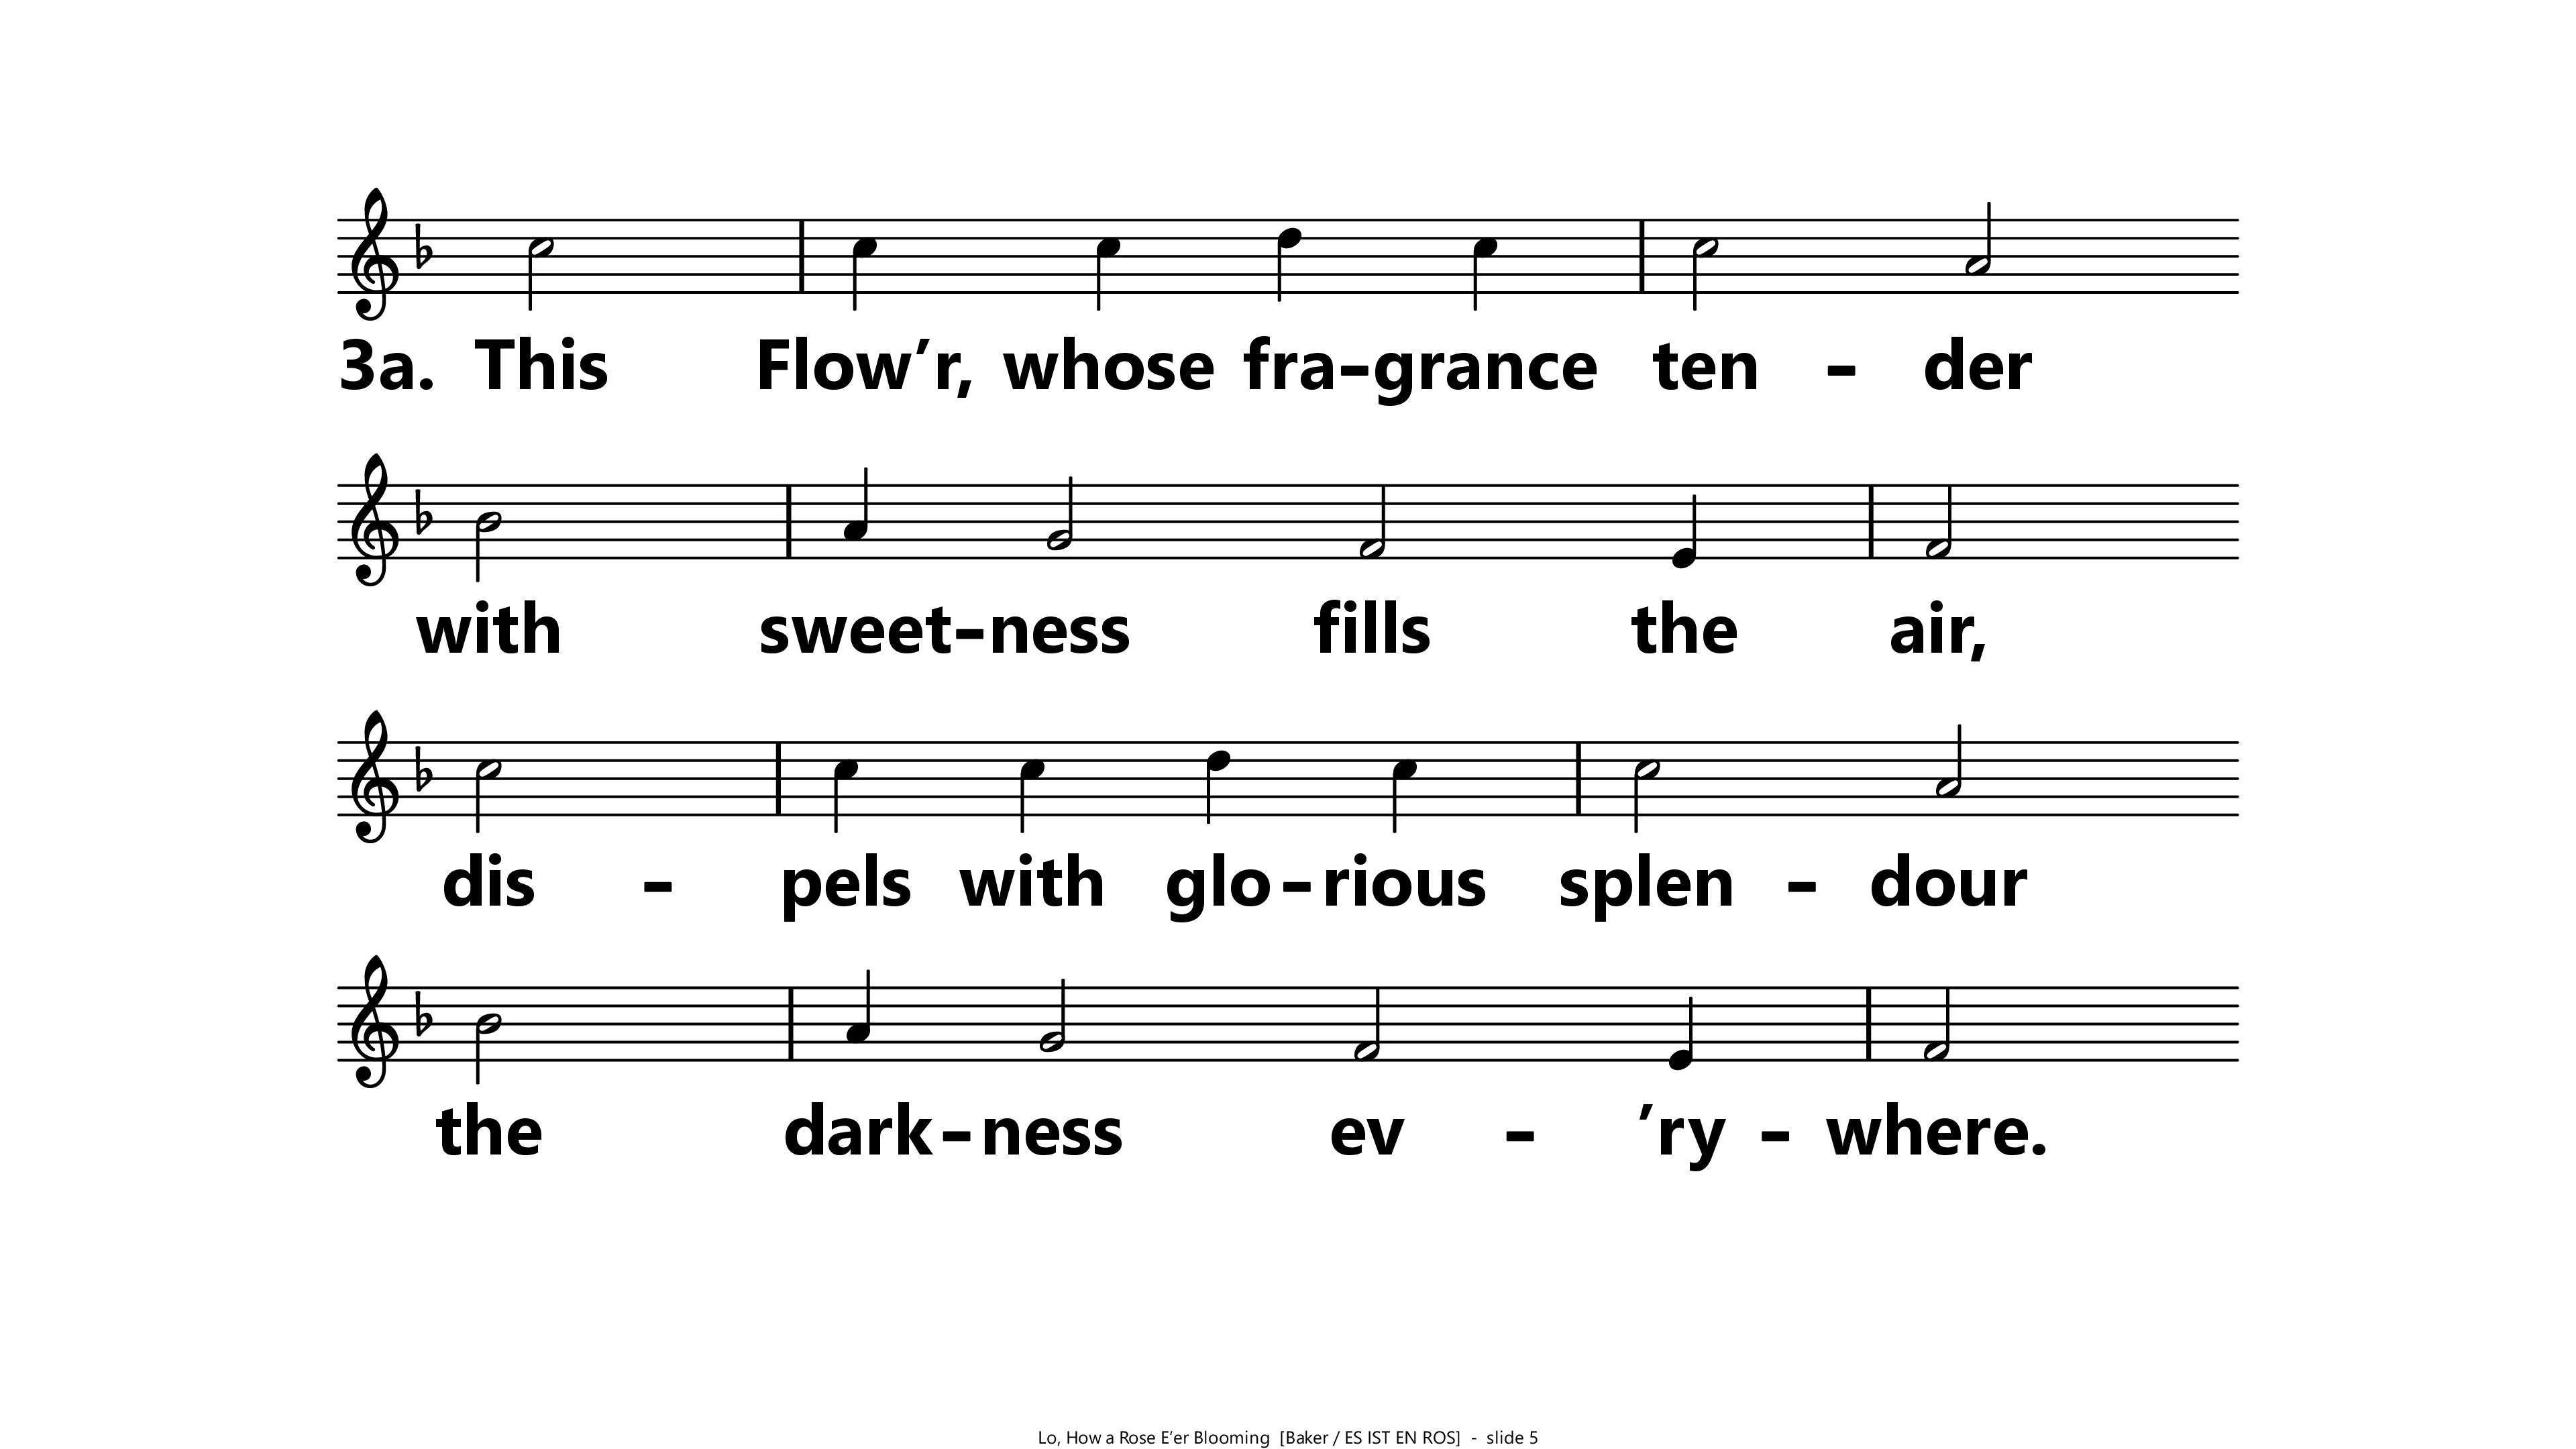 3a. This Flow’r, whose fra-grance ten - der
with sweet-ness fills the air,
dis - pels with glo-rious splen - dour
the dark-ness ev - ’ry - where.
Lo, How a Rose E’er Blooming [Baker / ES IST EN ROS] - slide 5